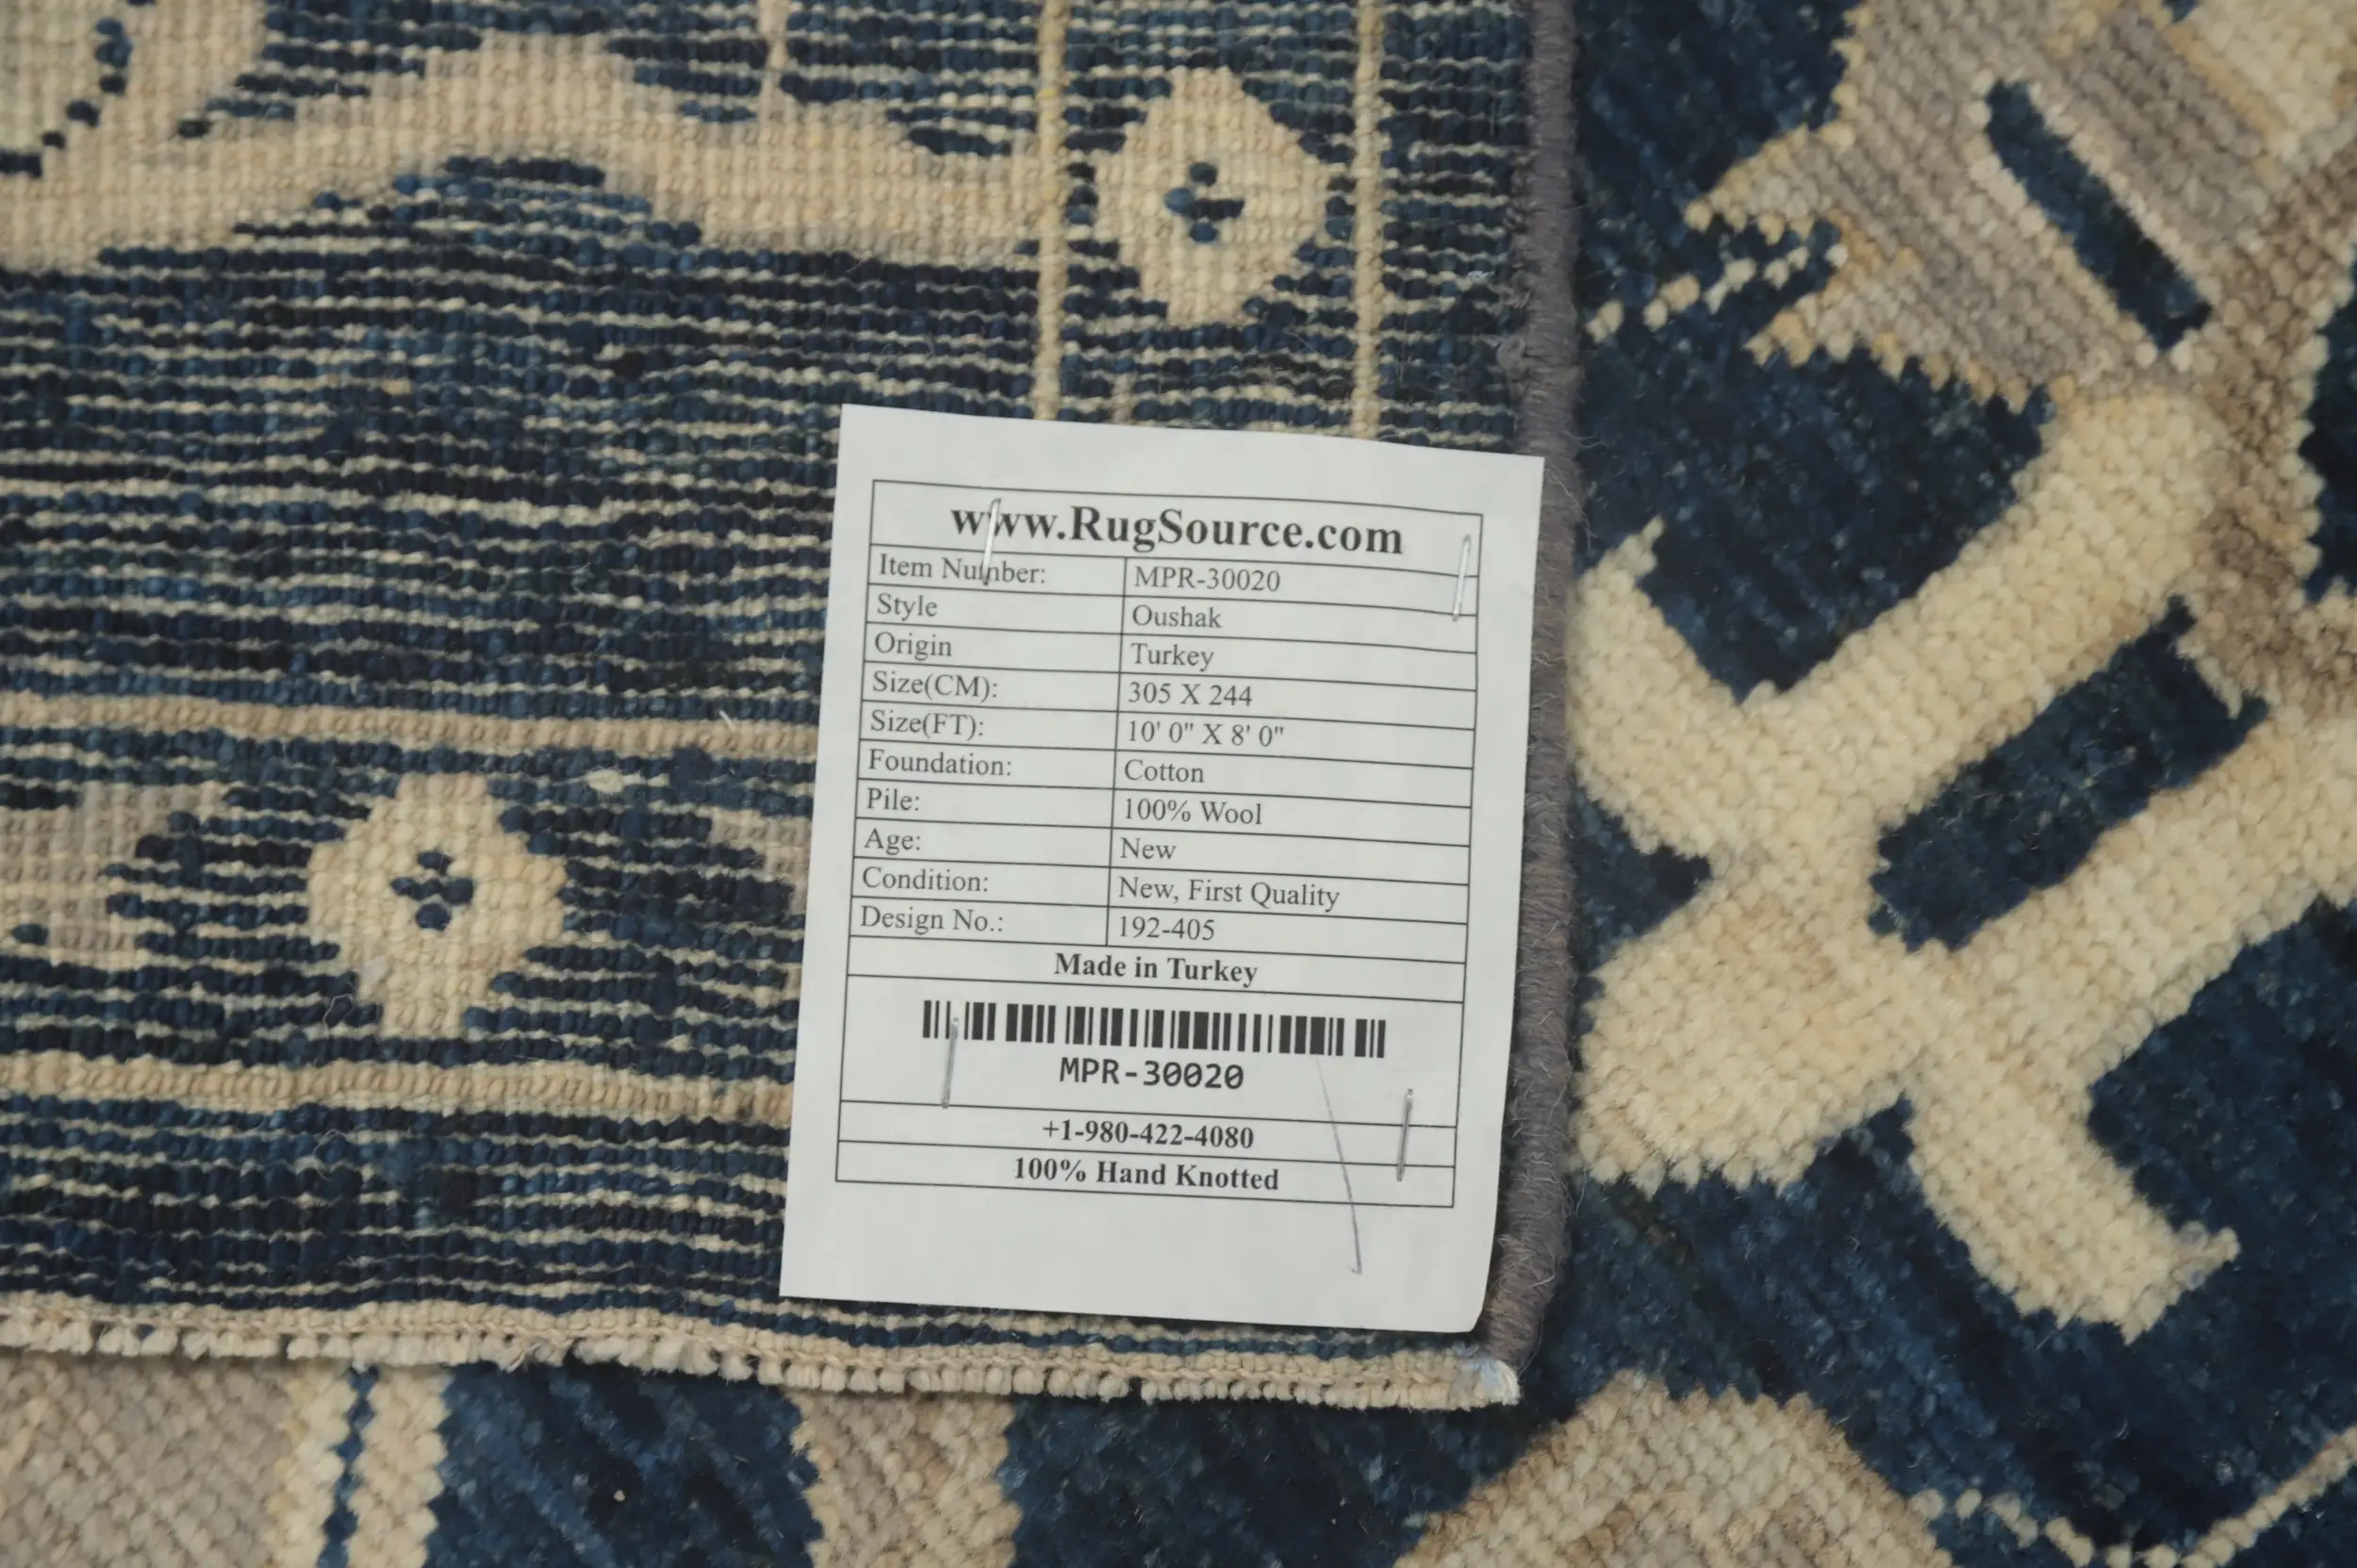 www.RugSource.com
Item Number: MPR-30020
Style Oushak
Origin Turkey
Size(CM): 305 X 244
Size(FT): 10' 0" X 8' 0"
Foundation: Cotton
Pile: 100% Wool
Age: New
Condition: New, First Quality
Design No.: 192-405
Made in Turkey
MPR-30020
+1-980-422-4080
100% Hand Knotted